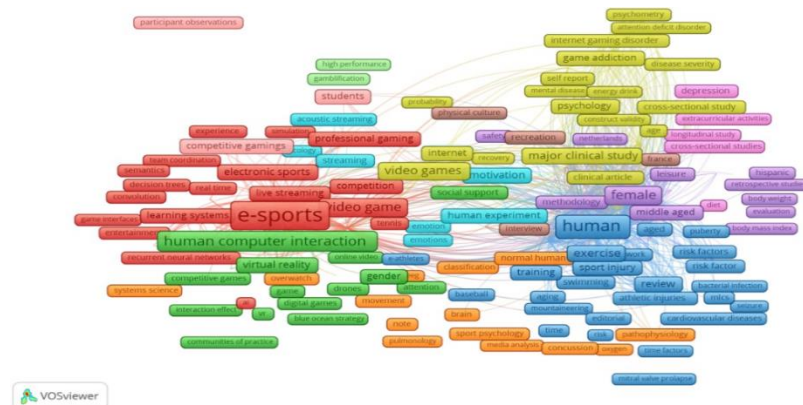 psychometry
participant observations
attention deficit disorder
internet gaming disorder
game addiction
disease severity
high performance
gamblification
self report
mental disease
energy drink
depression
students
probability
psychology
cross-sectional study
physical culture
construct validity
extracurricular activities
acoustic streaming
experience
simulation
professional gaming
safety
recreation
netherlands
age
longitudinal study
competitive gamings
streaming
internet
recovery
major clinical study
france
cross-sectional studies
team coordination
electronic sports
video games
motivation
clinical article
leisure
hispanic
semantics
decision trees
real time
live streaming
competition
social support
methodology
female
retrospective studies
convolution
learning systems
e-sports
video game
human experiment
middle aged
diet
body weight
game interfaces
tennis
emotion
human
evaluation
entertainment
human computer interaction
emotions
interview
aged
puberty
body mass index
recurrent neural networks
online video
e-athletes
normal human
exercise
work
risk factors
virtual reality
classification
training
sport injury
risk factor
systems science
competitive games
overwatch
gender
swimming
review
bacterial infection
game
drones
attention
baseball
aging
athletic injuries
mlcs
seizure
ai
interaction effect
vr
digital games
movement
mountaineering
editorial
cardiovascular diseases
blue ocean strategy
brain
note
time
risk
pathophysiology
communities of practice
pulmonology
sport psychology
media analysis
concussion
oxygen
time factors
mitral valve prolapse
VOSviewer